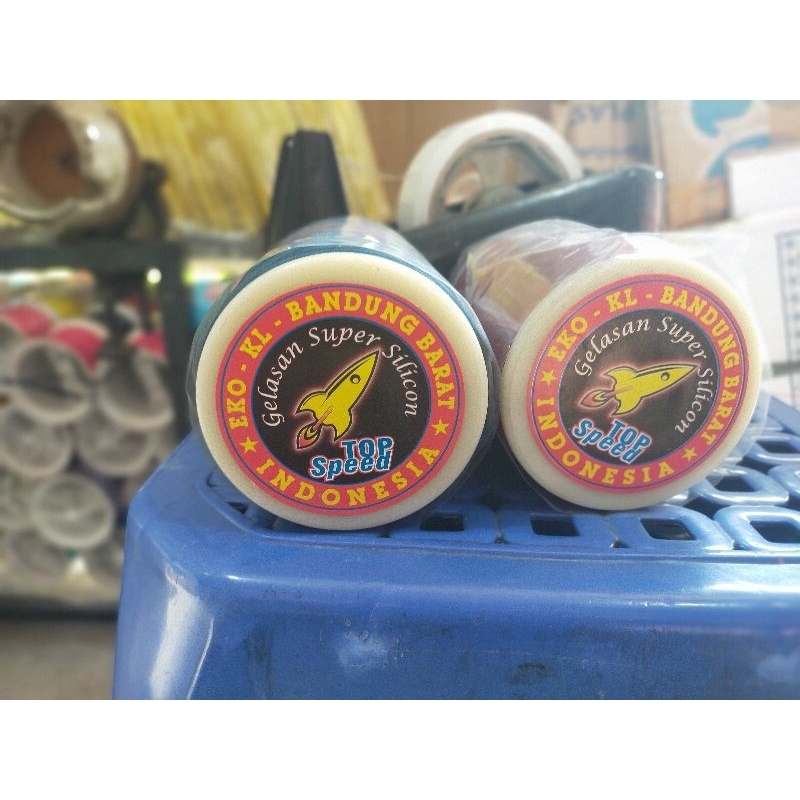 EKO - KL - BANDUNG BARAT
Gelasan Super Silicon
TOP
Speed
★ INDONESIA ★
EKO - KL - BANDUNG BARAT
Gelasan Super Silicon
TOP
Speed
★ INDONESIA ★